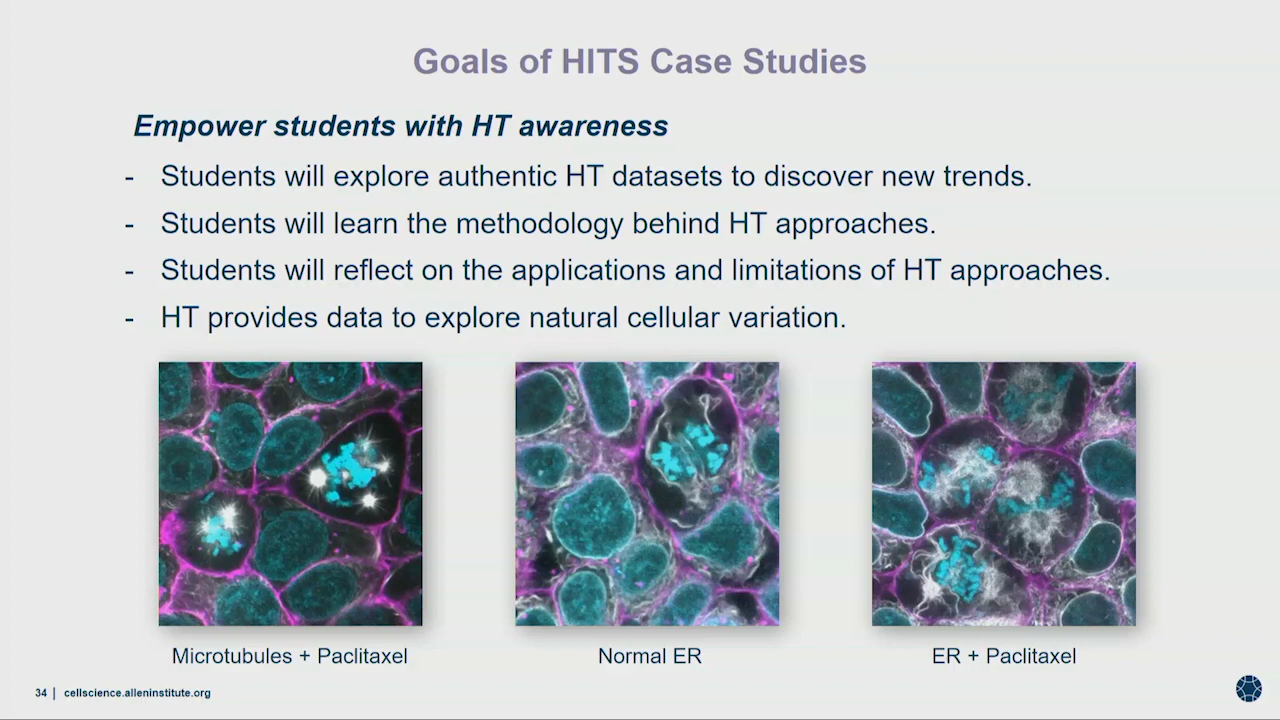 Goals of HITS Case Studies
Empower students with HT awareness
- Students will explore authentic HT datasets to discover new trends.
- Students will learn the methodology behind HT approaches.
- Students will reflect on the applications and limitations of HT approaches.
- HT provides data to explore natural cellular variation.
Microtubules + Paclitaxel
Normal ER
ER + Paclitaxel
34 | cellscience.alleninstitute.org